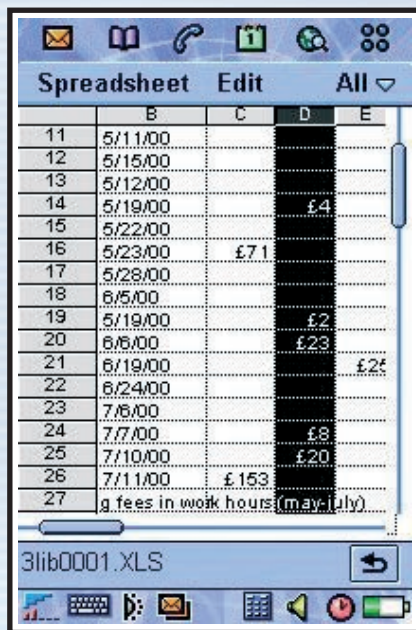 1
Spreadsheet Edit All
B C D E
11 5/11/00
12 5/15/00
13 5/12/00
14 5/19/00 £4
15 5/22/00
16 5/23/00 £71
17 5/28/00
18 6/5/00
19 5/19/00 £2
20 6/6/00 £23
21 6/19/00 £25
22 6/24/00
23 7/6/00
24 7/7/00 £8
25 7/10/00 £20
26 7/11/00 £153
27 g fees in work hours (may-july)
3lib0001.XLS